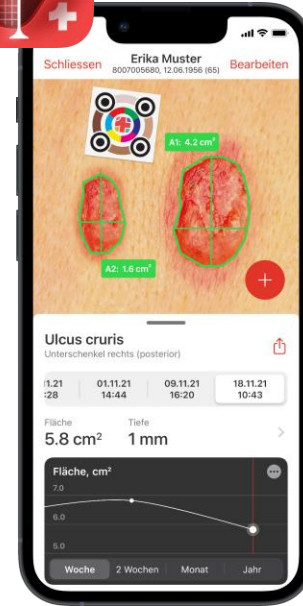 Schliessen
Erika Muster
8007005680, 12.06.1956 (65)
Bearbeiten
A1: 4.2 cm²
A2: 1.6 cm²
Ulcus cruris
Unterschenkel rechts (posterior)
11.21
:28
01.11.21
14:44
09.11.21
16:20
18.11.21
10:43
Fläche
5.8 cm²
Tiefe
1 mm
Fläche, cm²
7.0
6.0
5.0
Woche
2 Wochen
Monat
Jahr